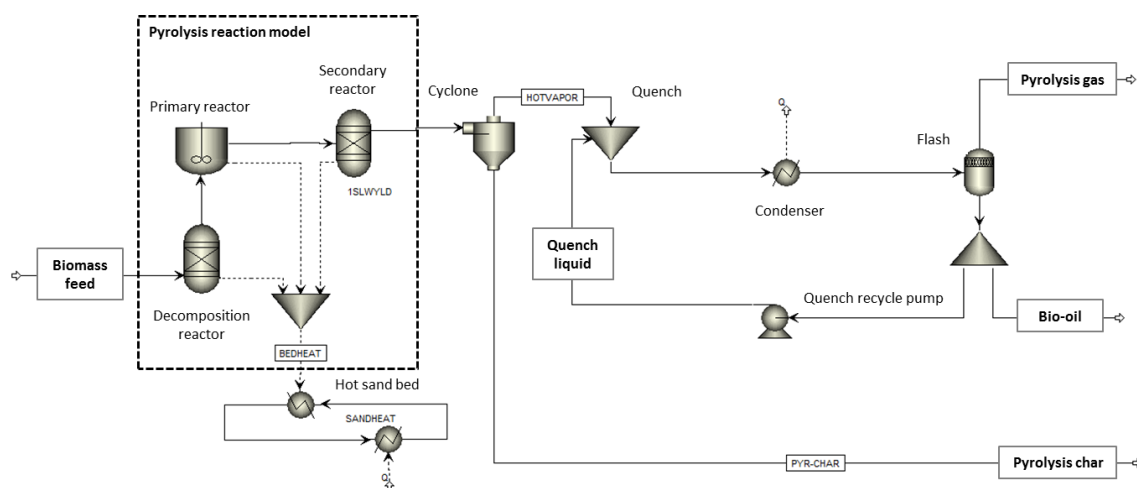 Pyrolysis reaction model
Pyrolysis gas
Secondary
reactor
Cyclone
HOTVAPOR
Quench
Q
Primary reactor
Flash
1SLWYLD
Condenser
Biomass
feed
Quench
liquid
Decomposition
reactor
Quench recycle pump
Bio-oil
BEDHEAT
Hot sand bed
SANDHEAT
Q
PYR-CHAR
Pyrolysis char